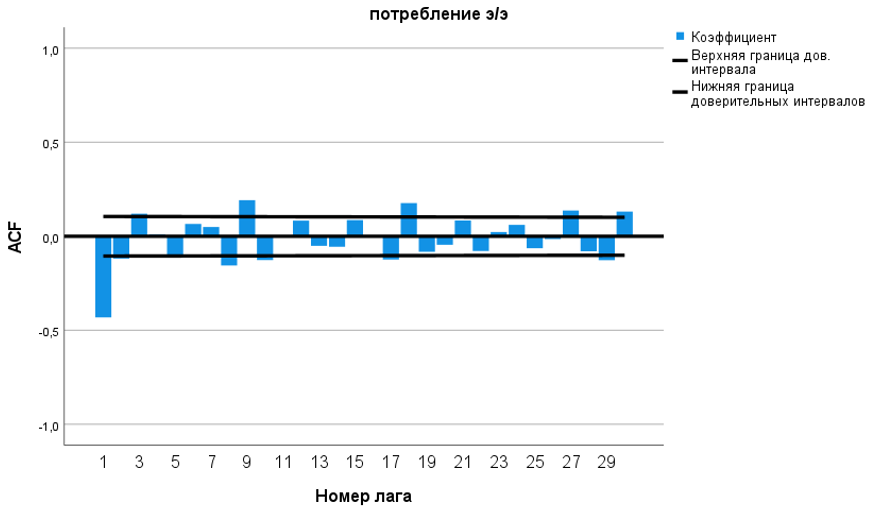 потребление э/э
Коэффициент
Верхняя граница дов.
интервала
Нижняя граница
доверительных интервалов
1,0
0,5
0,0
-0,5
-1,0
ACF
1 3 5 7 9 11 13 15 17 19 21 23 25 27 29
Номер лага